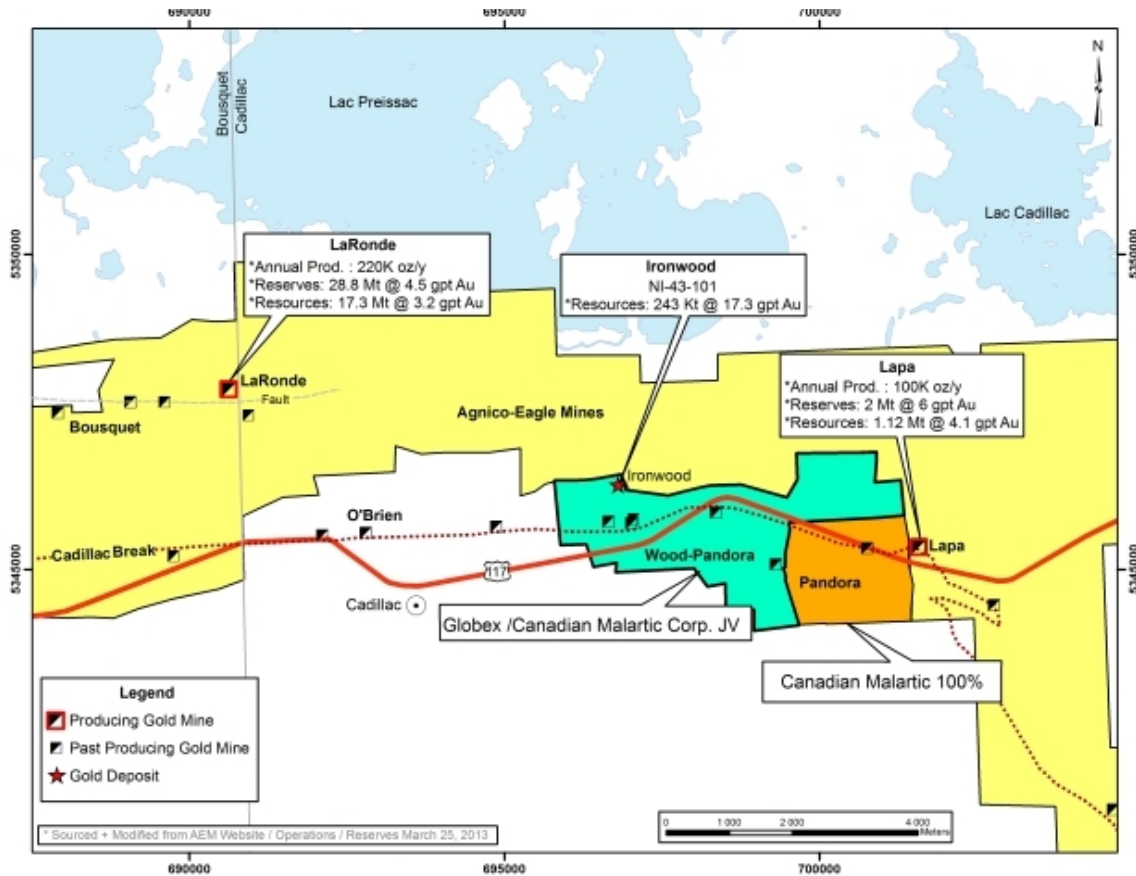 690000
695000
700000
N
Bousquet
Cadillac
Lac Preissac
Lac Cadillac
5350000
5350000
LaRonde
*Annual Prod. : 220K oz/y
*Reserves: 28.8 Mt @ 4.5 gpt Au
*Resources: 17.3 Mt @ 3.2 gpt Au
Ironwood
NI-43-101
*Resources: 243 Kt @ 17.3 gpt Au
Lapa
*Annual Prod. : 100K oz/y
*Reserves: 2 Mt @ 6 gpt Au
*Resources: 1.12 Mt @ 4.1 gpt Au
LaRonde
Fault
Bousquet
Agnico-Eagle Mines
Ironwood
O'Brien
Cadillac Break
Wood-Pandora
Lapa
117
Pandora
5345000
5345000
Cadillac
Globex /Canadian Malartic Corp. JV
Canadian Malartic 100%
Legend
Producing Gold Mine
Past Producing Gold Mine
Gold Deposit
* Sourced + Modified from AEM Website / Operations / Reserves March 25, 2013
0 1 000 2 000 4 000
Meters
690000
695000
700000